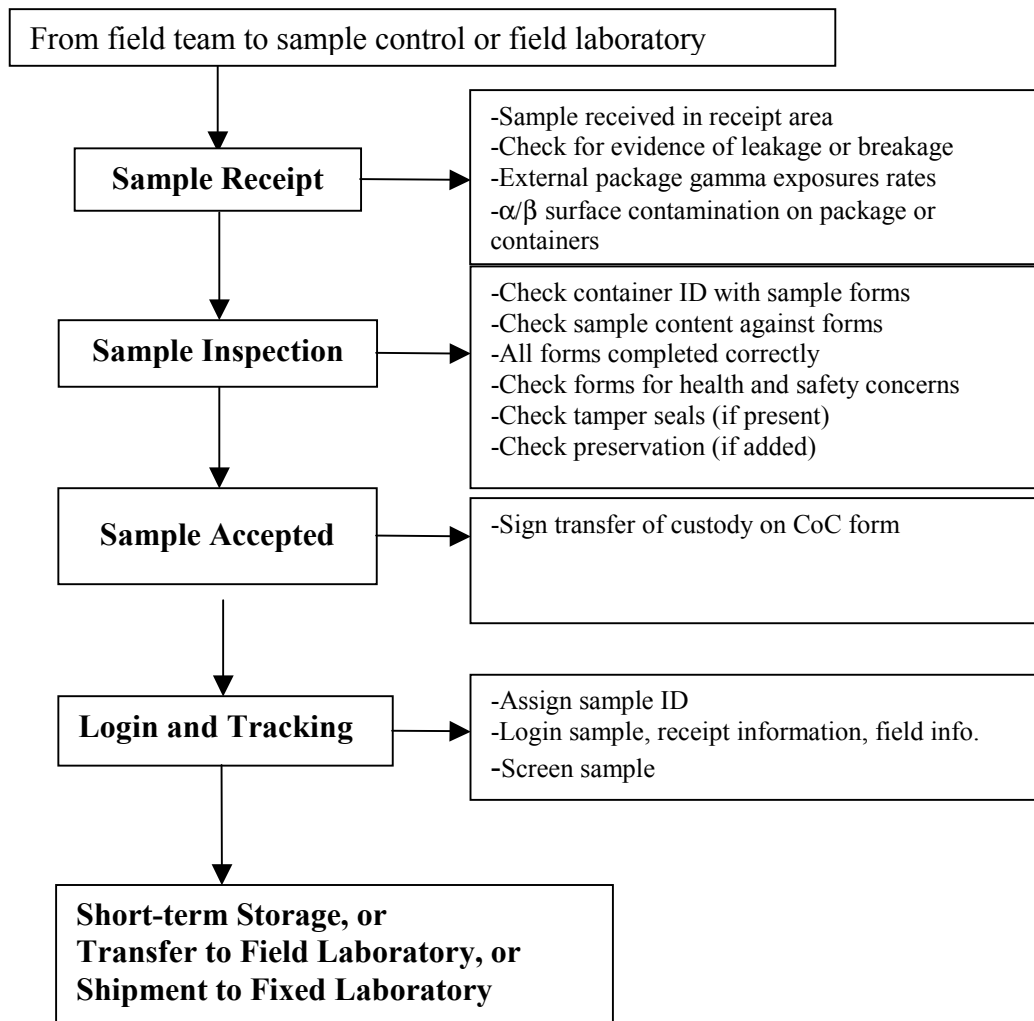 From field team to sample control or field laboratory
Sample Receipt
-Sample received in receipt area
-Check for evidence of leakage or breakage
-External package gamma exposures rates
-α/β surface contamination on package or
containers
Sample Inspection
-Check container ID with sample forms
-Check sample content against forms
-All forms completed correctly
-Check forms for health and safety concerns
-Check tamper seals (if present)
-Check preservation (if added)
Sample Accepted
-Sign transfer of custody on CoC form
Login and Tracking
-Assign sample ID
-Login sample, receipt information, field info.
-Screen sample
Short-term Storage, or
Transfer to Field Laboratory, or
Shipment to Fixed Laboratory